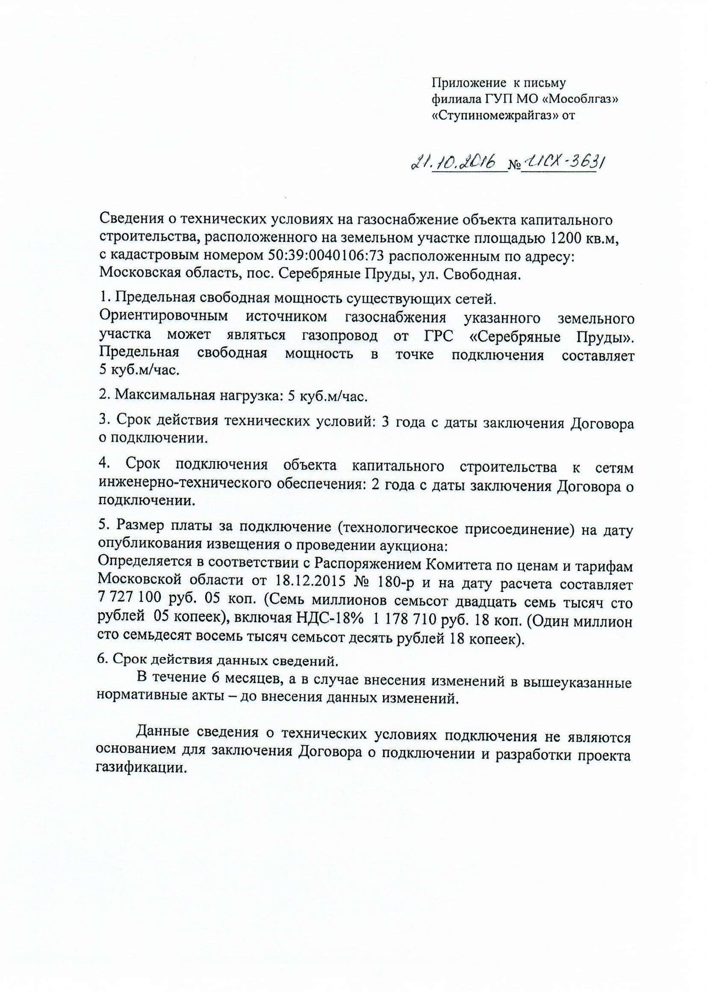 Приложение к письму
филиала ГУП МО «Мособлгаз»
«Ступиномежрайгаз» от
21.10.2016 № ИСХ-3631
Сведения о технических условиях на газоснабжение объекта капитального
строительства, расположенного на земельном участке площадью 1200 кв.м,
с кадастровым номером 50:39:0040106:73 расположенным по адресу:
Московская область, пос. Серебряные Пруды, ул. Свободная.
1. Предельная свободная мощность существующих сетей.
Ориентировочным источником газоснабжения указанного земельного
участка может являться газопровод от ГРС «Серебряные Пруды».
Предельная свободная мощность в точке подключения составляет
5 куб.м/час.
2. Максимальная нагрузка: 5 куб.м/час.
3. Срок действия технических условий: 3 года с даты заключения Договора
о подключении.
4. Срок подключения объекта капитального строительства к сетям
инженерно-технического обеспечения: 2 года с даты заключения Договора о
подключении.
5. Размер платы за подключение (технологическое присоединение) на дату
опубликования извещения о проведении аукциона:
Определяется в соответствии с Распоряжением Комитета по ценам и тарифам
Московской области от 18.12.2015 № 180-р и на дату расчета составляет
7 727 100 руб. 05 коп. (Семь миллионов семьсот двадцать семь тысяч сто
рублей 05 копеек), включая НДС-18% 1 178 710 руб. 18 коп. (Один миллион
сто семьдесят восемь тысяч семьсот десять рублей 18 копеек).
6. Срок действия данных сведений.
В течение 6 месяцев, а в случае внесения изменений в вышеуказанные
нормативные акты – до внесения данных изменений.
Данные сведения о технических условиях подключения не являются
основанием для заключения Договора о подключении и разработки проекта
газификации.